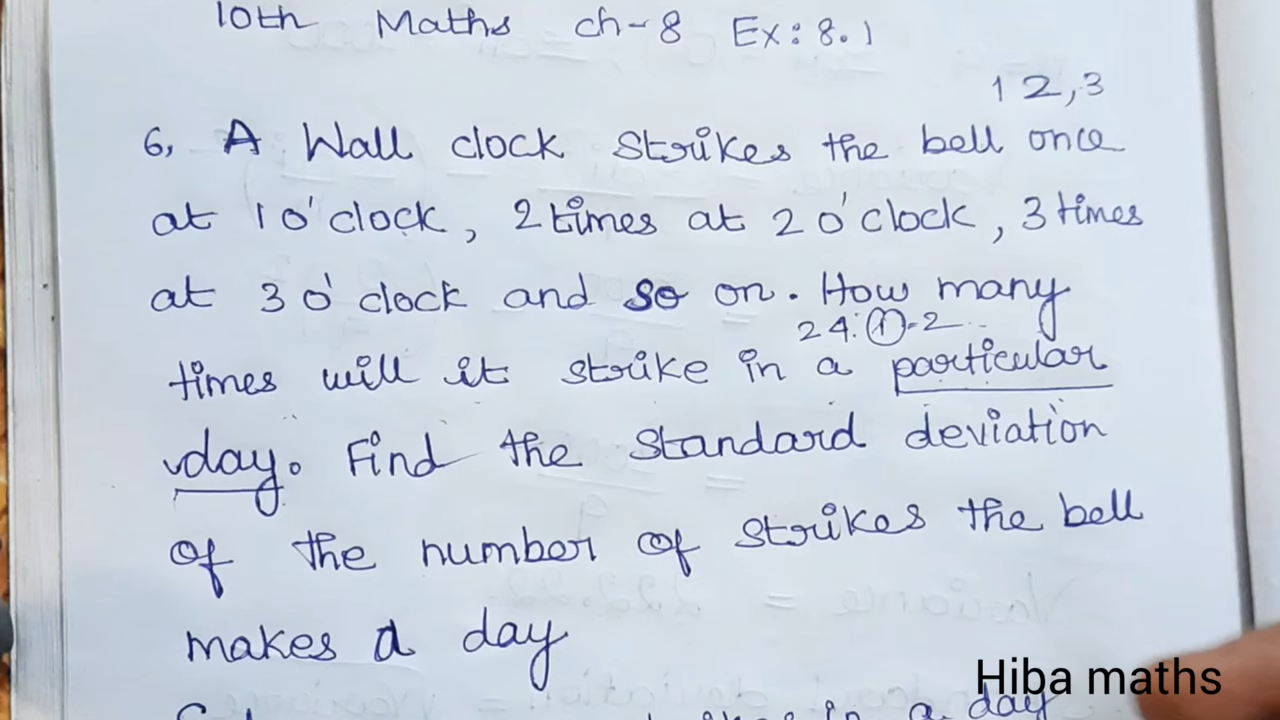 10th Maths ch-8 Ex: 8.1
1 2,3
6, A Wall clock strikes the bell once
at 1 o'clock, 2 times at 2 o'clock, 3 times
at 3 o'clock and so on. How many
24. 1-2
times will it strike in a particular
day. Find the standard deviation
of the number of strikes the bell
makes a day
Hiba maths
in a day